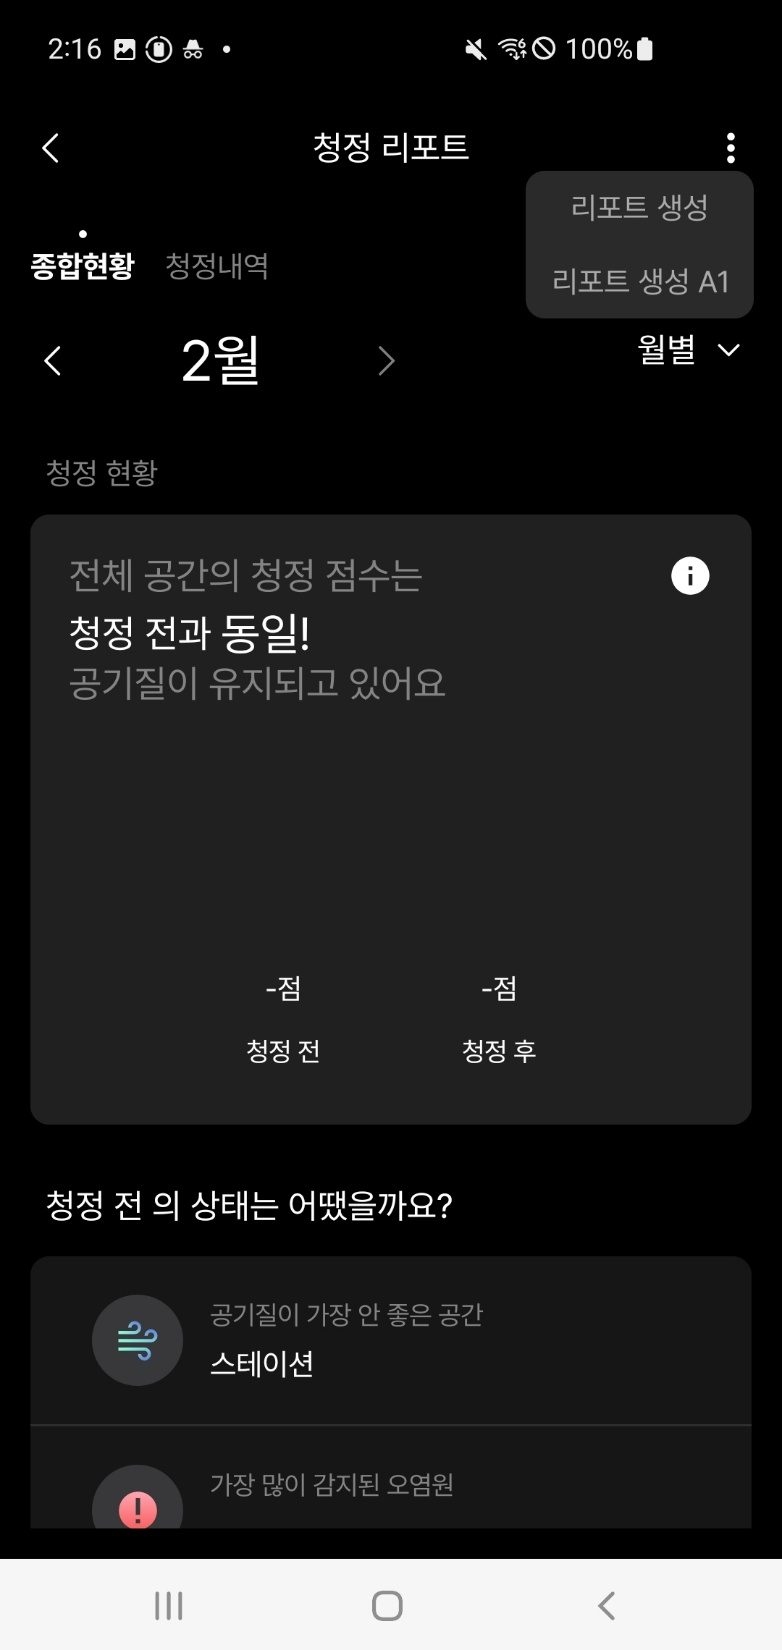 2:16
100%
청정 리포트
리포트 생성
리포트 생성 A1
종합현황 청정내역
2월
월별
청정 현황
전체 공간의 청정 점수는
청정 전과 동일!
공기질이 유지되고 있어요
-점 -점
청정 전 청정 후
청정 전 의 상태는 어땠을까요?
공기질이 가장 안 좋은 공간
스테이션
가장 많이 감지된 오염원